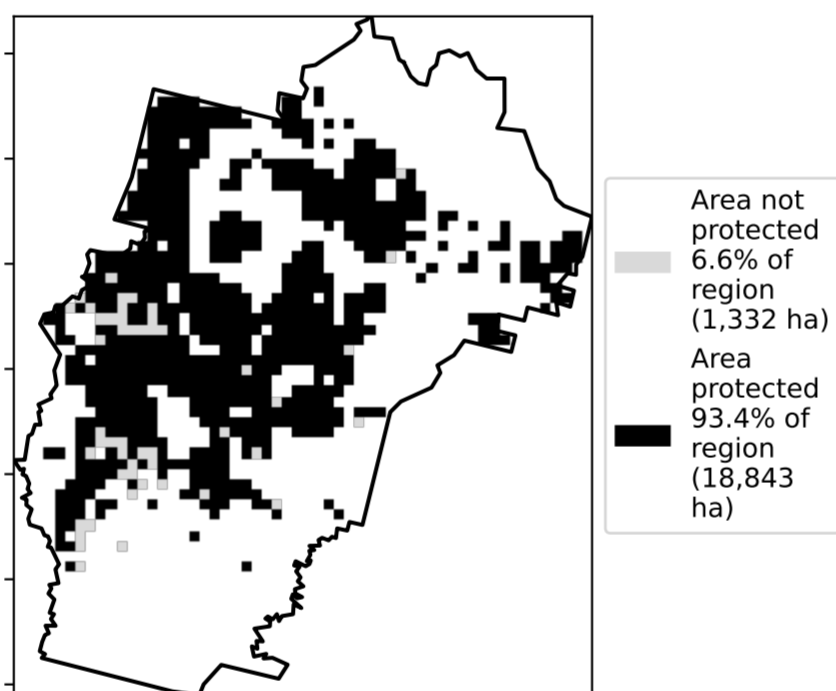 Area not
protected
6.6% of
region
(1,332 ha)
Area
protected
93.4% of
region
(18,843
ha)